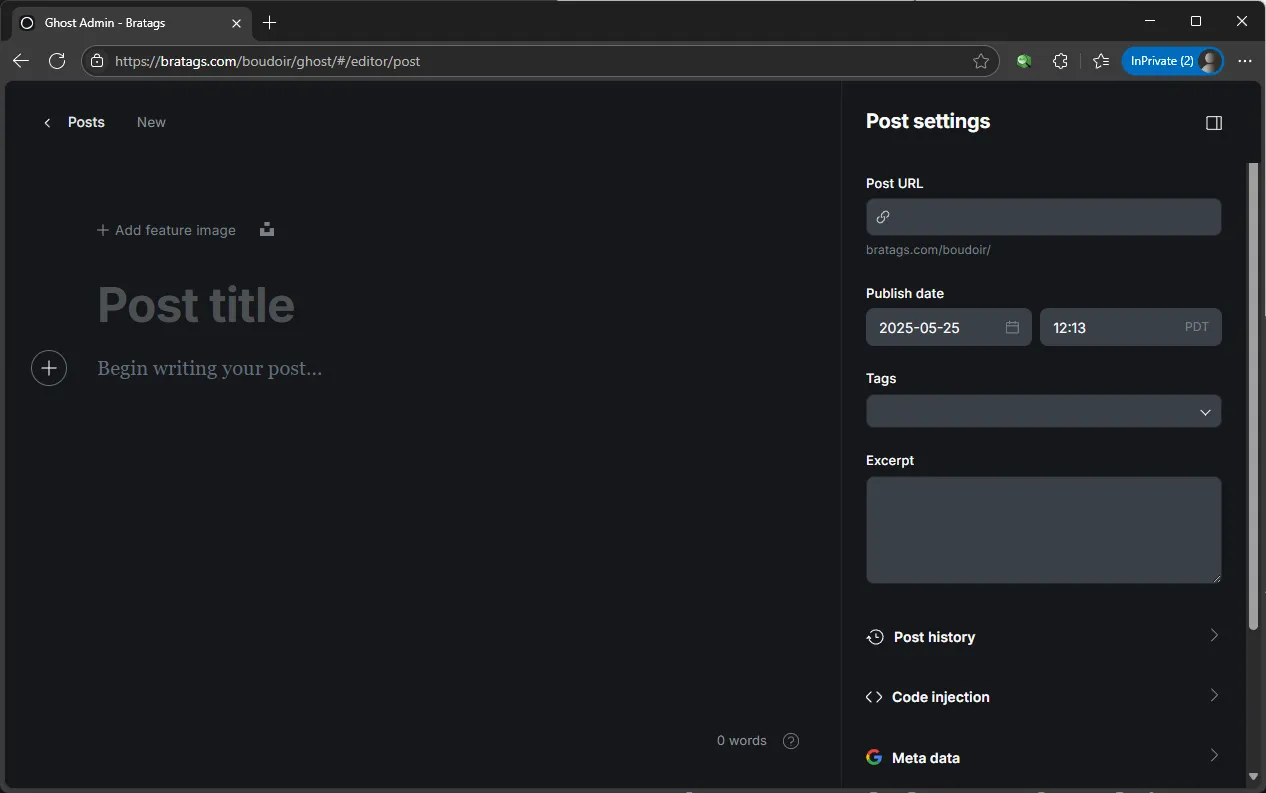 Ghost Admin - Bratags
https://bratags.com/boudoir/ghost/#/editor/post
InPrivate (2)
Posts New
Add feature image
Post title
Begin writing your post...
0 words
Post settings
Post URL
bratags.com/boudoir/
Publish date
2025-05-25 12:13 PDT
Tags
Excerpt
Post history
Code injection
Meta data